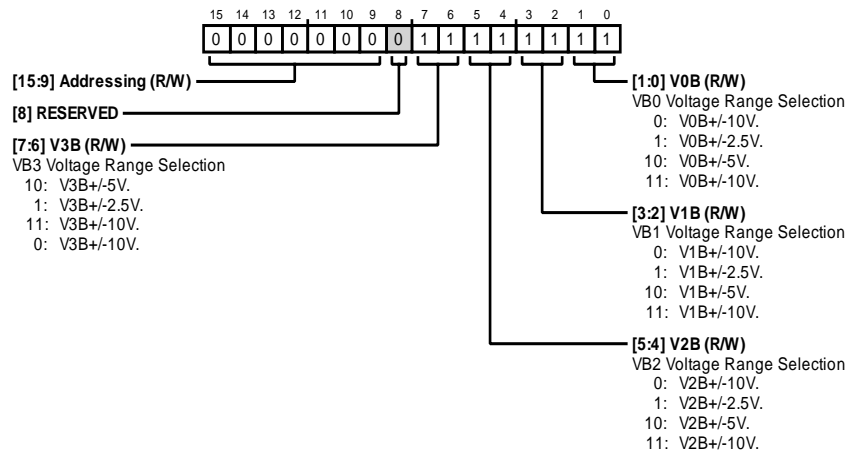 15 14 13 12 11 10 9 8 7 6 5 4 3 2 1 0
0 0 0 0 0 0 0 0 1 1 1 1 1 1 1 1
[15:9] Addressing (R/W)
[8] RESERVED
[7:6] V3B (R/W)
VB3 Voltage Range Selection
10: V3B+/-5V.
1: V3B+/-2.5V.
11: V3B+/-10V.
0: V3B+/-10V.
[1:0] V0B (R/W)
VB0 Voltage Range Selection
0: V0B+/-10V.
1: V0B+/-2.5V.
10: V0B+/-5V.
11: V0B+/-10V.
[3:2] V1B (R/W)
VB1 Voltage Range Selection
0: V1B+/-10V.
1: V1B+/-2.5V.
10: V1B+/-5V.
11: V1B+/-10V.
[5:4] V2B (R/W)
VB2 Voltage Range Selection
0: V2B+/-10V.
1: V2B+/-2.5V.
10: V2B+/-5V.
11: V2B+/-10V.